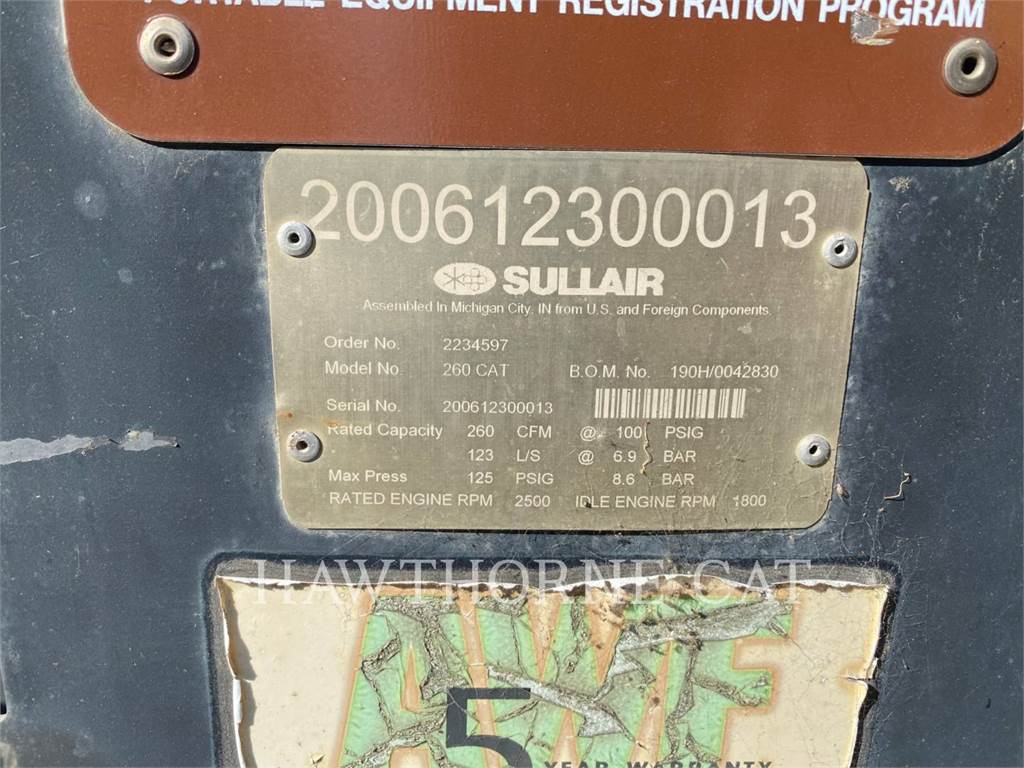 PORTABLE EQUIPMENT REGISTRATION PROGRAM
200612300013
SULLAIR
Assembled In Michigan City, IN from U.S. and Foreign Components.
Order No. 2234597
Model No. 260 CAT B.O.M. No. 190H/0042830
Serial No. 200612300013
Rated Capacity 260 CFM @ 100 PSIG
123 L/S @ 6.9 BAR
Max Press 125 PSIG 8.6 BAR
RATED ENGINE RPM 2500 IDLE ENGINE RPM 1800
HAWTHORNE CAT
AWF
5
YEAR WARRANTY